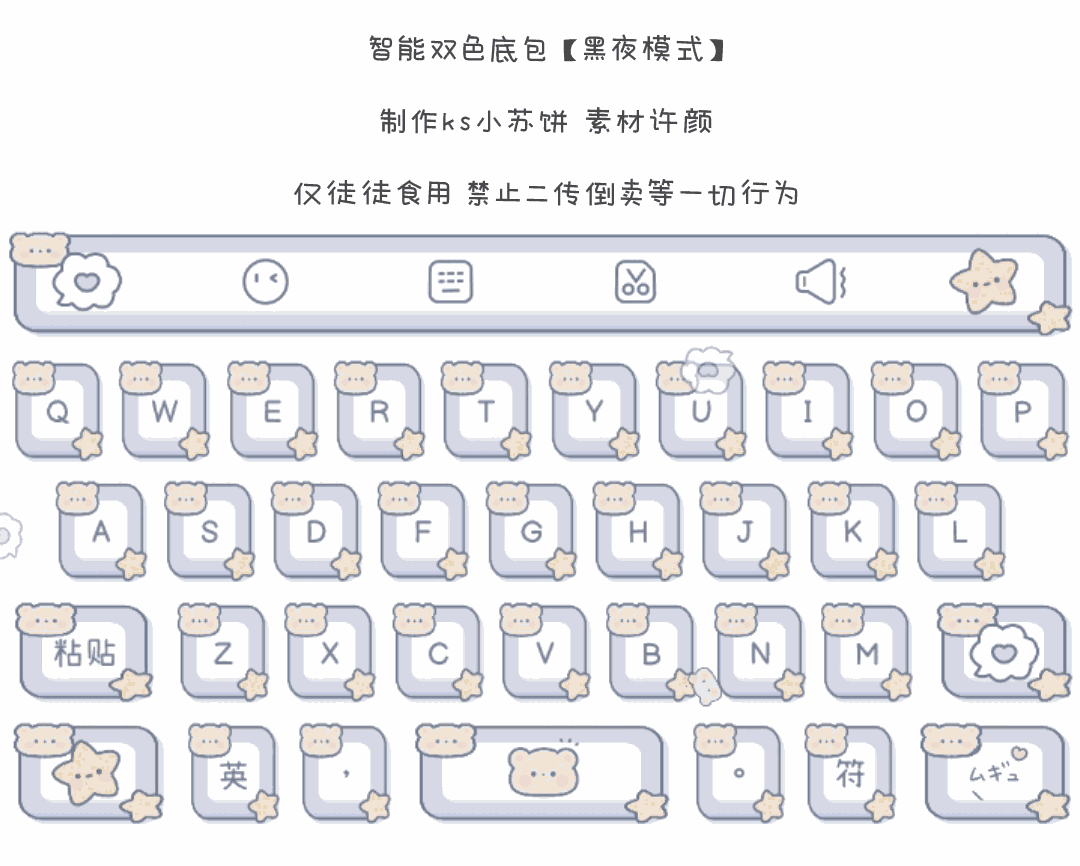 智能双色底包【黑夜模式】
制作ks小苏饼 素材许颜
仅徒徒食用 禁止二传倒卖等一切行为
Q W E R T Y U I O P
A S D F G H J K L
粘贴 Z X C V B N M
英 , 。 符 ムギュ